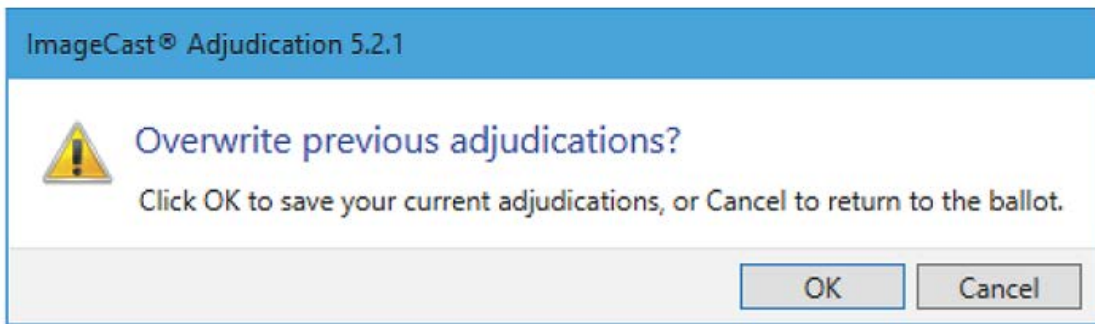 ImageCast® Adjudication 5.2.1
Overwrite previous adjudications?
Click OK to save your current adjudications, or Cancel to return to the ballot.
OK
Cancel